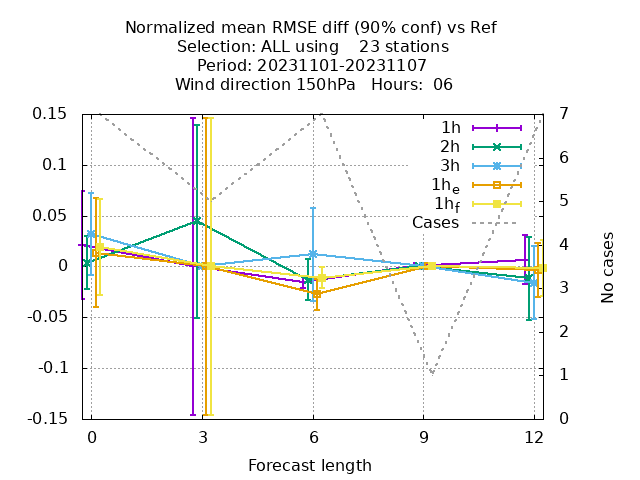 Normalized mean RMSE diff (90% conf) vs Ref
Selection: ALL using    23 stations
Period: 20231101-20231107
Wind direction 150hPa   Hours:  06
0.15
0.1
0.05
0
-0.05
-0.1
-0.15
7
6
5
4
3
2
1
0
1h
2h
3h
1he
1hf
Cases
No cases
0
3
6
9
12
Forecast length